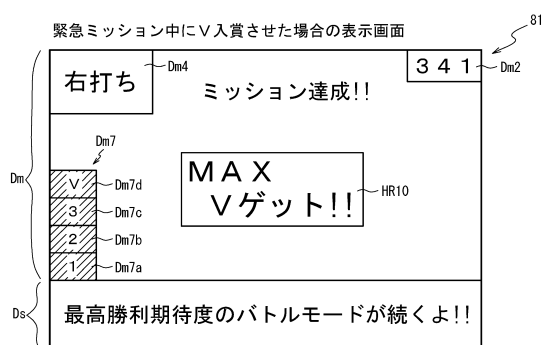 緊急ミッション中にV入賞させた場合の表示画面
81
右打ち
Dm4
ミッション達成!!
３４１
Dm2
Dm7
Dm
V
Dm7d
3
Dm7c
2
Dm7b
1
Dm7a
ＭＡＸ
Vゲット!!
HR10
Ds
最高勝利期待度のバトルモードが続くよ!!